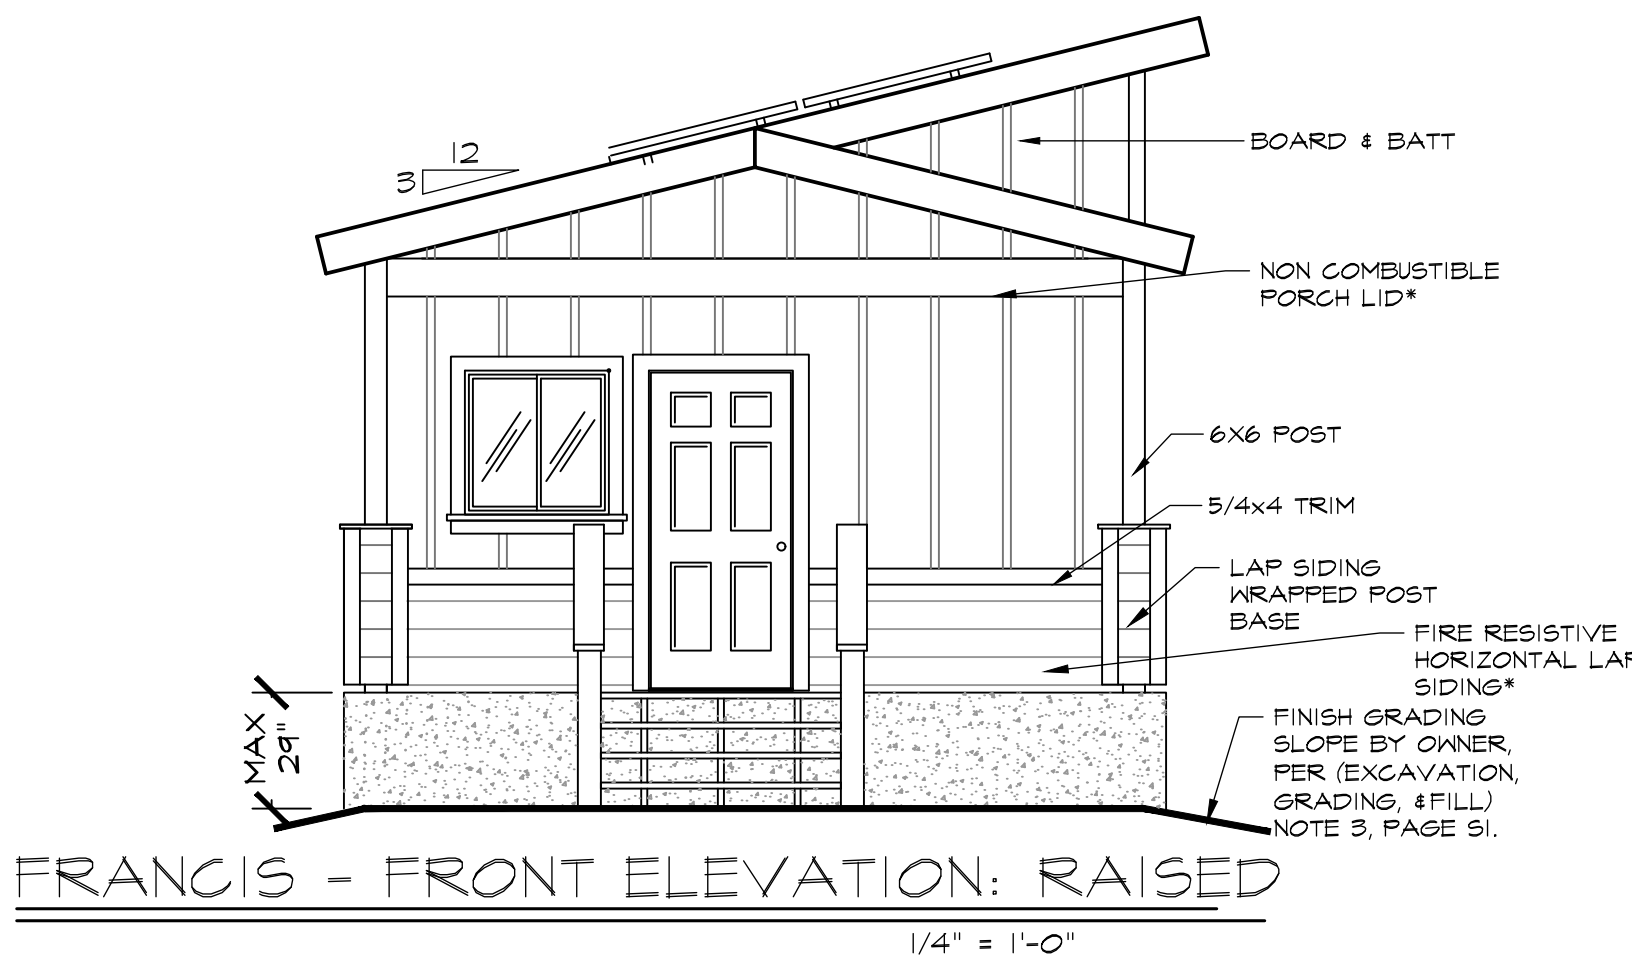 12
3
BOARD & BATT
NON COMBUSTIBLE
PORCH LID*
6X6 POST
5/4x4 TRIM
LAP SIDING
WRAPPED POST
BASE
FIRE RESISTIVE
HORIZONTAL LAP
SIDING*
MAX
29"
FINISH GRADING
SLOPE BY OWNER,
PER (EXCAVATION,
GRADING, &FILL)
NOTE 3, PAGE S1.
FRANCIS - FRONT ELEVATION: RAISED
1/4" = 1'-0"